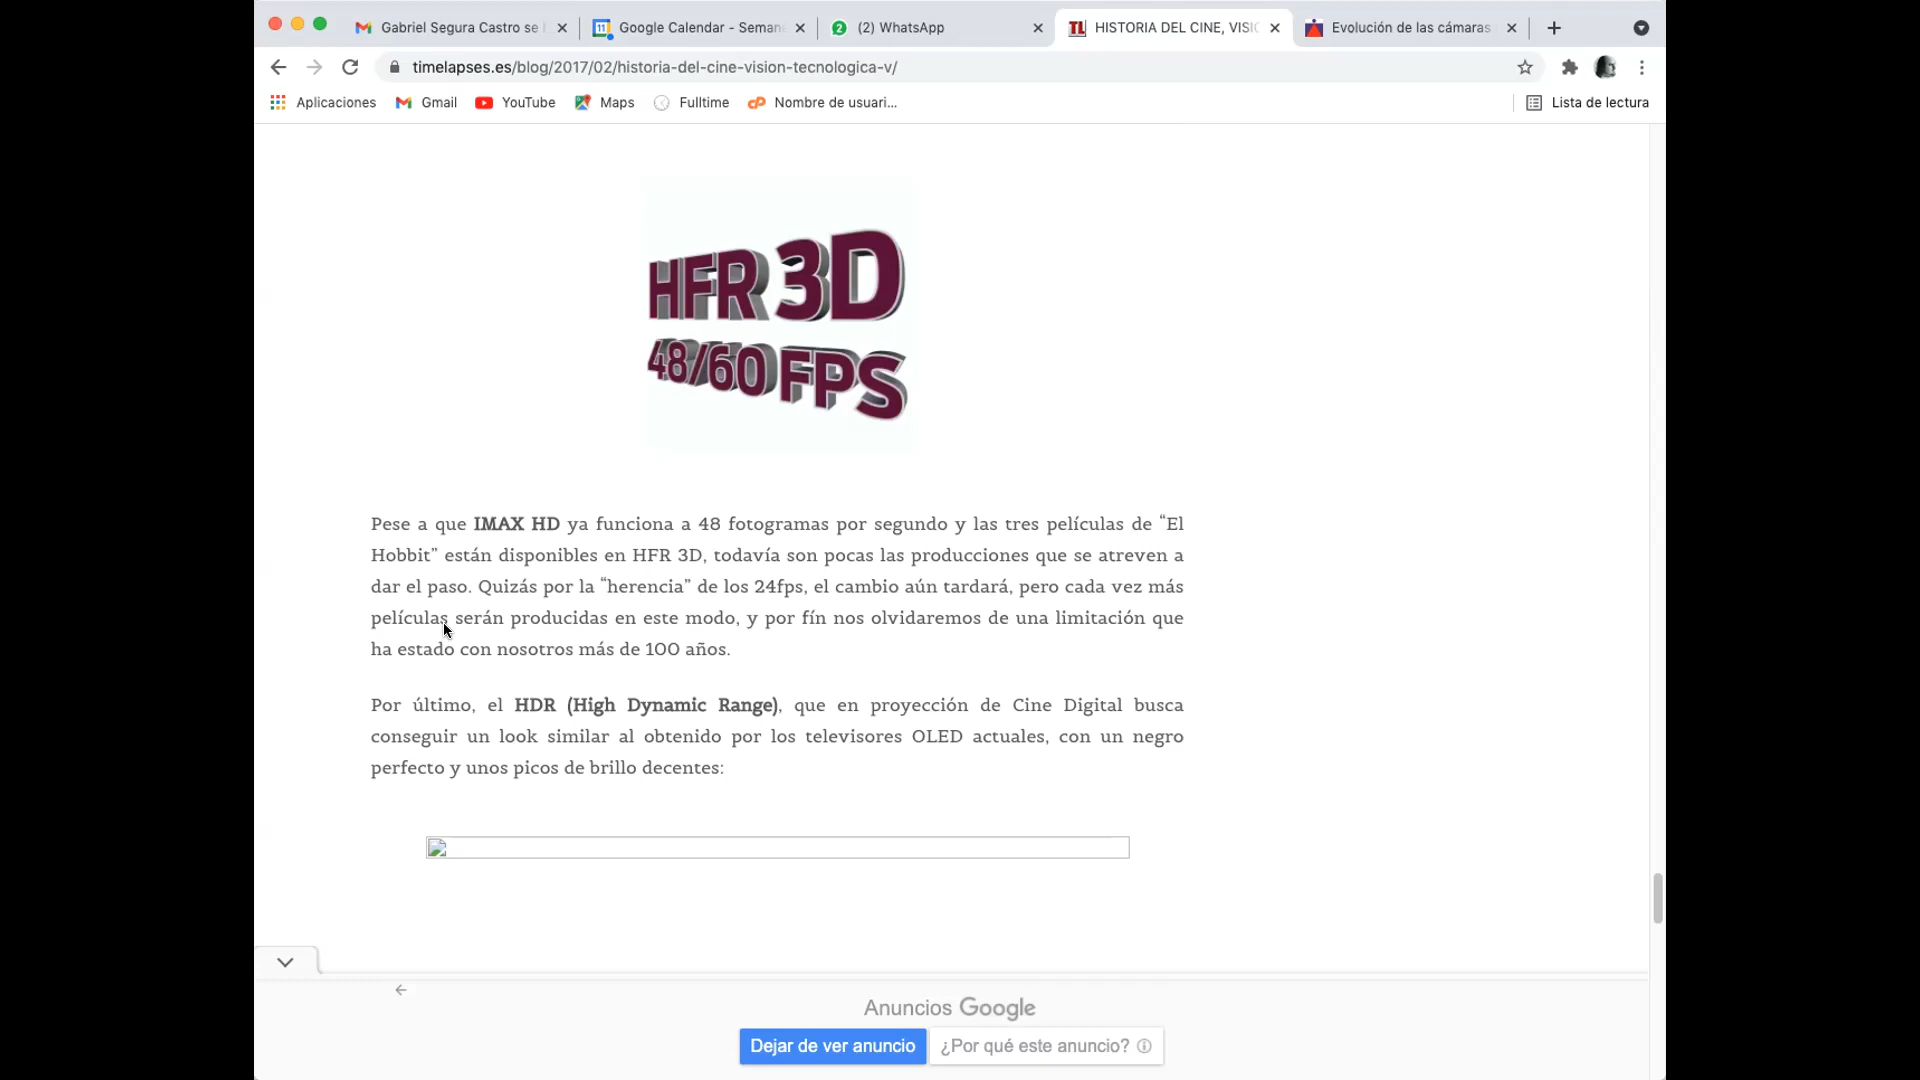 Gabriel Segura Castro se
Google Calendar - Seman
(2) WhatsApp
HISTORIA DEL CINE, VISI
Evolución de las cámaras
timelapses.es/blog/2017/02/historia-del-cine-vision-tecnologica-v/
Aplicaciones
Gmail
YouTube
Maps
Fulltime
Nombre de usuari...
Lista de lectura
HFR 3D
48/60 FPS
Pese a que IMAX HD ya funciona a 48 fotogramas por segundo y las tres películas de “El
Hobbit” están disponibles en HFR 3D, todavía son pocas las producciones que se atreven a
dar el paso. Quizás por la “herencia” de los 24fps, el cambio aún tardará, pero cada vez más
películas serán producidas en este modo, y por fín nos olvidaremos de una limitación que
ha estado con nosotros más de 100 años.
Por último, el HDR (High Dynamic Range), que en proyección de Cine Digital busca
conseguir un look similar al obtenido por los televisores OLED actuales, con un negro
perfecto y unos picos de brillo decentes:
Anuncios Google
Dejar de ver anuncio
¿Por qué este anuncio?